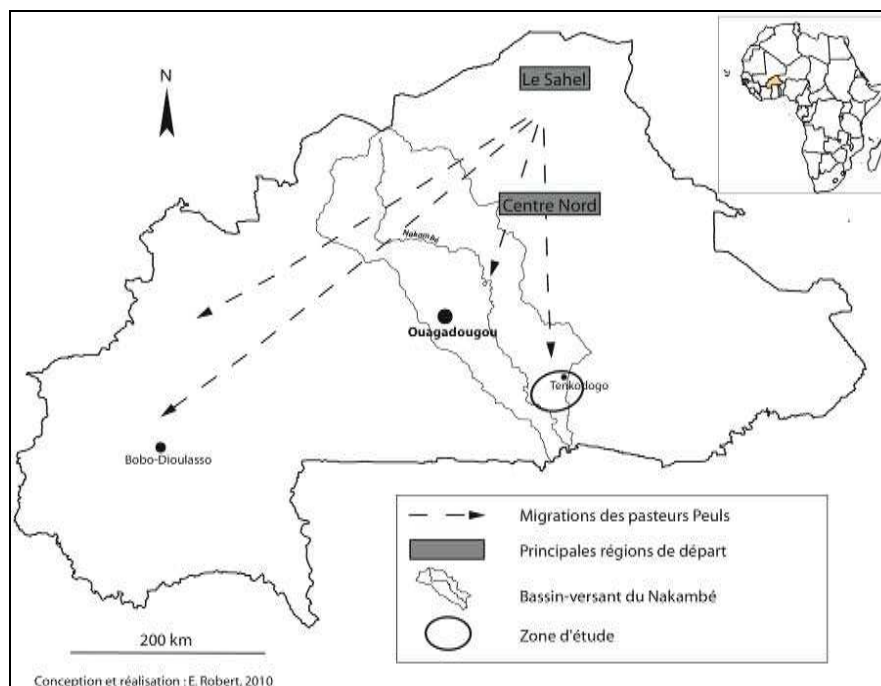 N
Le Sahel
Centre Nord
Nakambé
Ouagadougou
Tenkodogo
Bobo-Dioulasso
Migrations des pasteurs Peuls
Principales régions de départ
Bassin-versant du Nakambé
Zone d'étude
200 km
Conception et réalisation : E. Robert, 2010